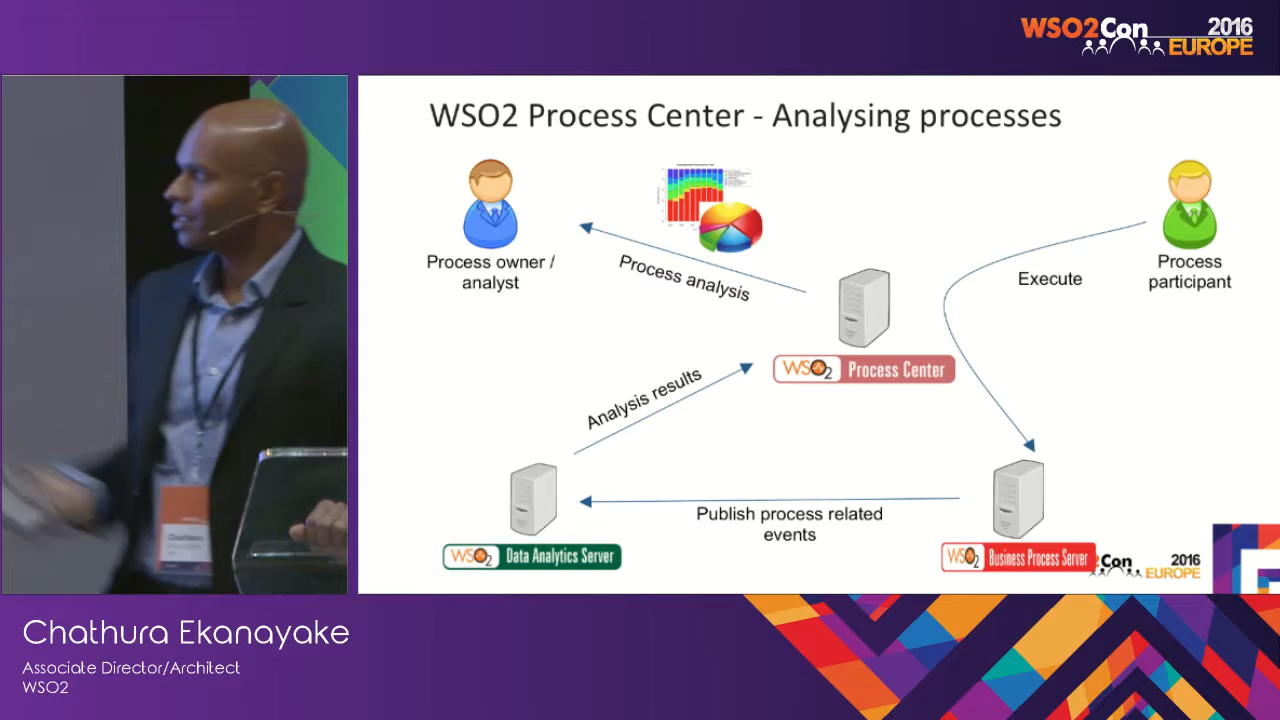 WSO2Con 2016
EUROPE
WSO2 Process Center - Analysing processes
Process owner /
analyst
Process analysis
Execute
Process
participant
WSO2 Process Center
Analysis results
Publish process related
events
WSO2 Data Analytics Server
WSO2 Business Process Server
Con 2016
EUROPE
Chathura Ekanayake
Associate Director/Architect
WSO2